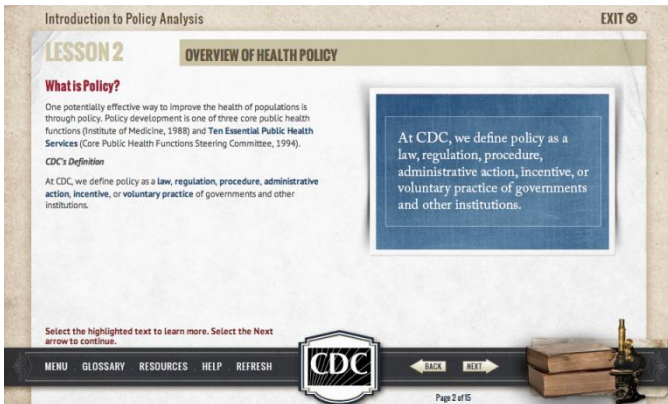 Introduction to Policy Analysis
EXIT
LESSON 2
OVERVIEW OF HEALTH POLICY
What is Policy?
One potentially effective way to improve the health of populations is
through policy. Policy development is one of three core public health
functions (Institute of Medicine, 1988) and Ten Essential Public Health
Services (Core Public Health Functions Steering Committee, 1994).
CDC's Definition
At CDC, we define policy as a law, regulation, procedure, administrative
action, incentive, or voluntary practice of governments and other
institutions.
At CDC, we define policy as a
law, regulation, procedure,
administrative action, incentive, or
voluntary practice of governments
and other institutions.
Select the highlighted text to learn more. Select the Next
arrow to continue.
MENU GLOSSARY RESOURCES HELP REFRESH
CDC
BACK NEXT
Page 2 of 15